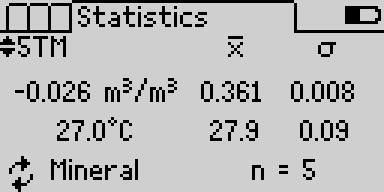 Statistics
STM x̅ σ
-0.026 m³/m³ 0.361 0.008
27.0°C 27.9 0.09
Mineral n = 5